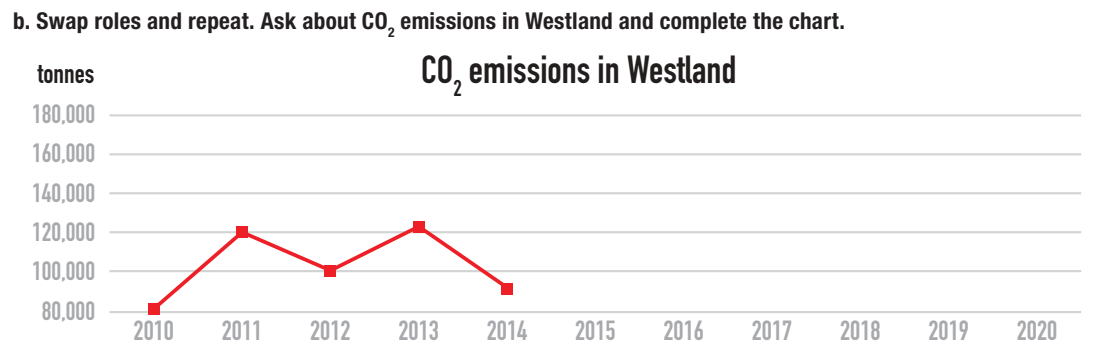 b. Swap roles and repeat. Ask about CO₂ emissions in Westland and complete the chart.
tonnes
CO₂ emissions in Westland
180,000
160,000
140,000
120,000
100,000
80,000
2010 2011 2012 2013 2014 2015 2016 2017 2018 2019 2020